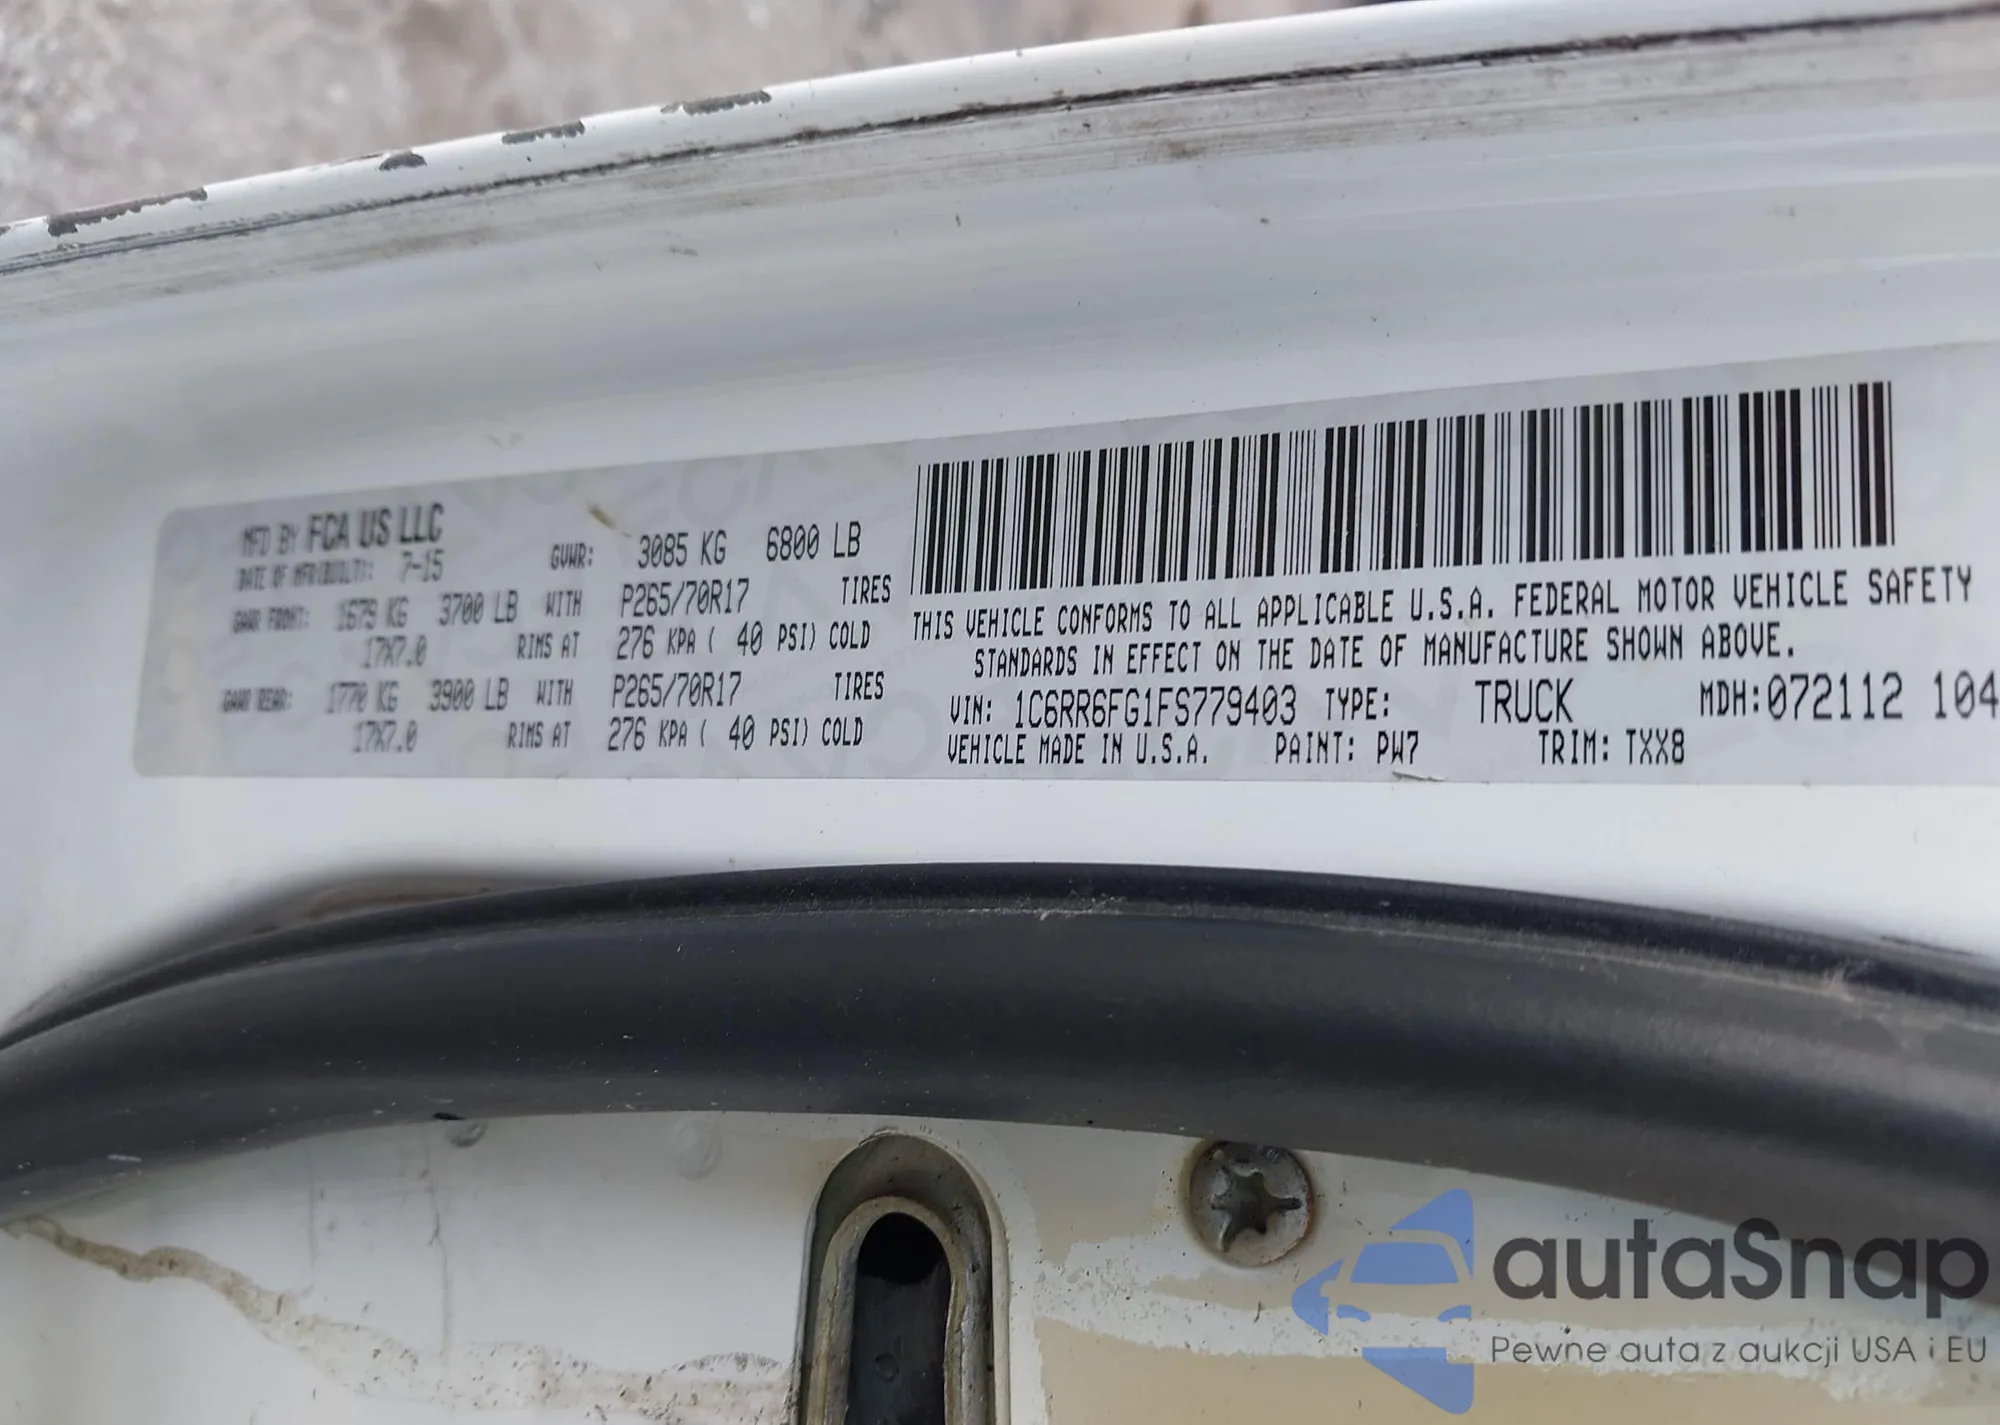 MFD BY FCA US LLC
DATE OF MFR(BUILT): 7-15 GVWR: 3085 KG 6800 LB
GAWR FRONT: 1679 KG 3700 LB WITH P265/70R17 TIRES
17X7.0 RIMS AT 276 KPA ( 40 PSI) COLD
GAWR REAR: 1770 KG 3900 LB WITH P265/70R17 TIRES
17X7.0 RIMS AT 276 KPA ( 40 PSI) COLD
THIS VEHICLE CONFORMS TO ALL APPLICABLE U.S.A. FEDERAL MOTOR VEHICLE SAFETY
STANDARDS IN EFFECT ON THE DATE OF MANUFACTURE SHOWN ABOVE.
VIN: 1C6RR6FG1FS779403 TYPE: TRUCK MDH:072112 104
VEHICLE MADE IN U.S.A. PAINT: PW7 TRIM: TXX8
autaSnap
Pewne auta z aukcji USA i EU